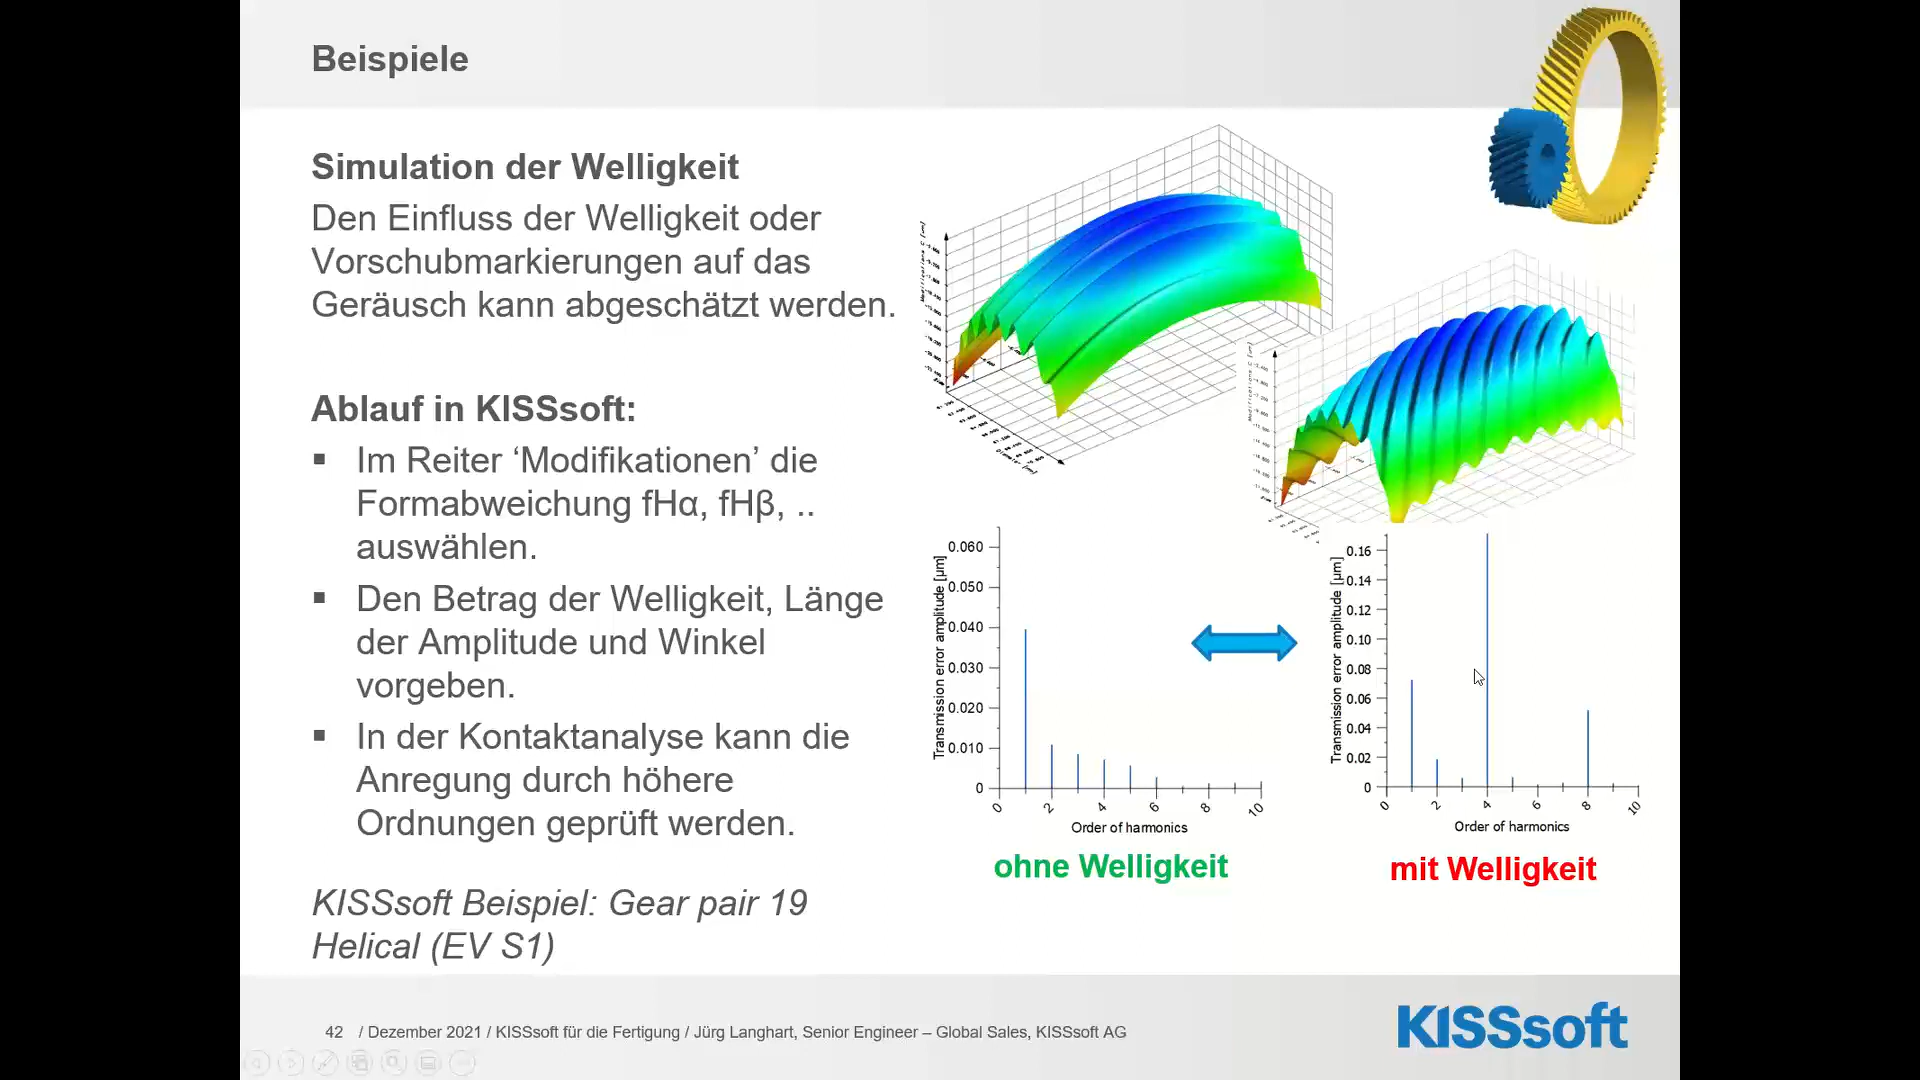 Beispiele
Simulation der Welligkeit
Den Einfluss der Welligkeit oder
Vorschubmarkierungen auf das
Geräusch kann abgeschätzt werden.
Ablauf in KISSsoft:
▪ Im Reiter ‘Modifikationen’ die
Formabweichung fHα, fHβ, ..
auswählen.
▪ Den Betrag der Welligkeit, Länge
der Amplitude und Winkel
vorgeben.
▪ In der Kontaktanalyse kann die
Anregung durch höhere
Ordnungen geprüft werden.
KISSsoft Beispiel: Gear pair 19
Helical (EV S1)
Transmission error amplitude [µm]
0.060
0.050
0.040
0.030
0.020
0.010
0
0 2 4 6 8 10
Order of harmonics
ohne Welligkeit
Transmission error amplitude [µm]
0.16
0.14
0.12
0.10
0.08
0.06
0.04
0.02
0
0 2 4 6 8 10
Order of harmonics
mit Welligkeit
42 / Dezember 2021 / KISSsoft für die Fertigung / Jürg Langhart, Senior Engineer – Global Sales, KISSsoft AG
KISSsoft